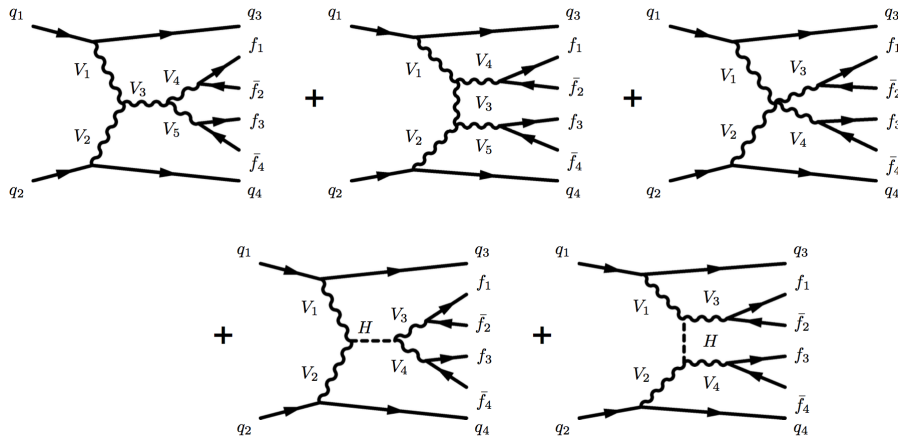 q₁ q₃ q₁ q₃ q₁ q₃
f₁ f₁ f₁
V₁ V₄ V₁ V₄ V₁ V₃
V₃ f̄₂ f̄₂ f̄₂
+ V₃ +
f₃ f₃ f₃
V₂ V₅ V₂ V₅ V₂ V₄
f̄₄ f̄₄ f̄₄
q₂ q₄ q₂ q₄ q₂ q₄
q₁ q₃ q₁ q₃
f₁ f₁
V₁ V₃ V₁ V₃
+ H f̄₂ + H f̄₂
f₃ f₃
V₂ V₄ V₂ V₄
f̄₄ f̄₄
q₂ q₄ q₂ q₄